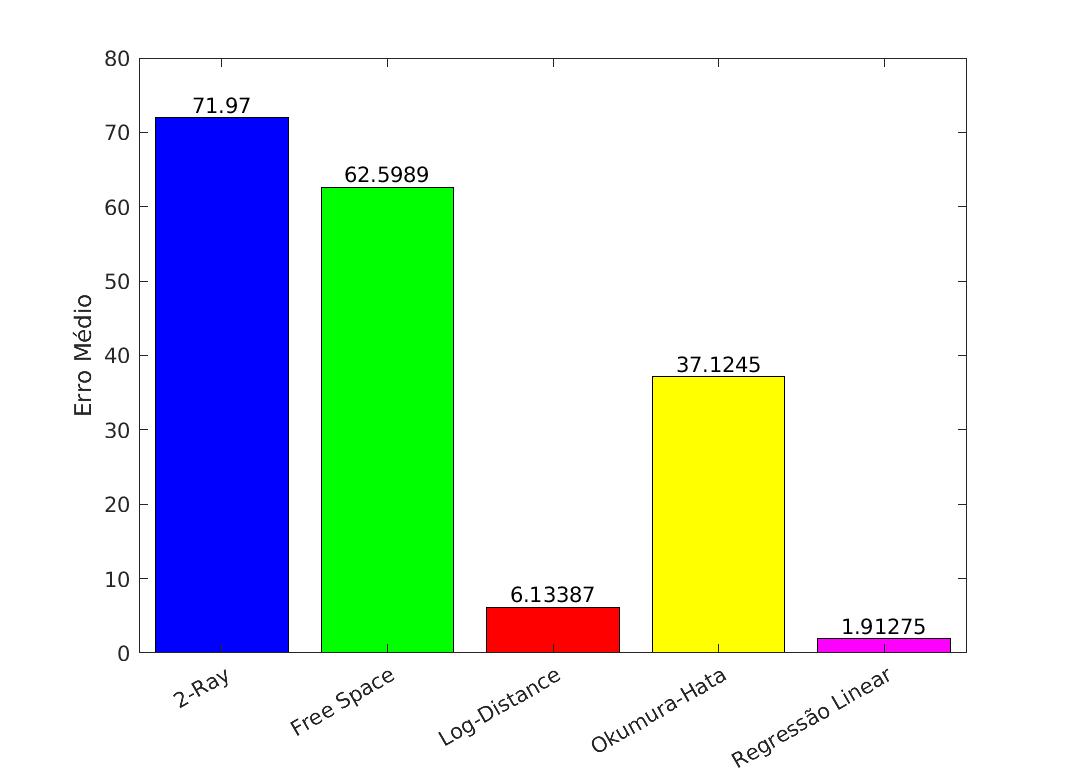 80
70
60
50
40
30
20
10
0
Erro Médio
71.97
62.5989
6.13387
37.1245
1.91275
2-Ray
Free Space
Log-Distance
Okumura-Hata
Regressão Linear